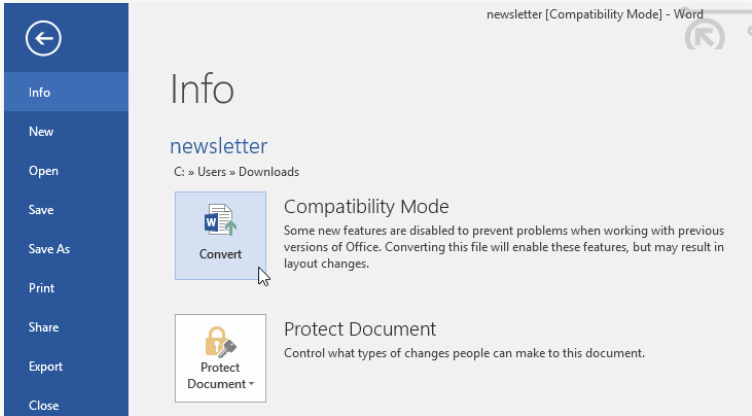 newsletter [Compatibility Mode] - Word
Info
New
Open
Save
Save As
Print
Share
Export
Close
Info
newsletter
C: » Users » Downloads
Convert
Compatibility Mode
Some new features are disabled to prevent problems when working with previous
versions of Office. Converting this file will enable these features, but may result in
layout changes.
Protect
Document
Protect Document
Control what types of changes people can make to this document.